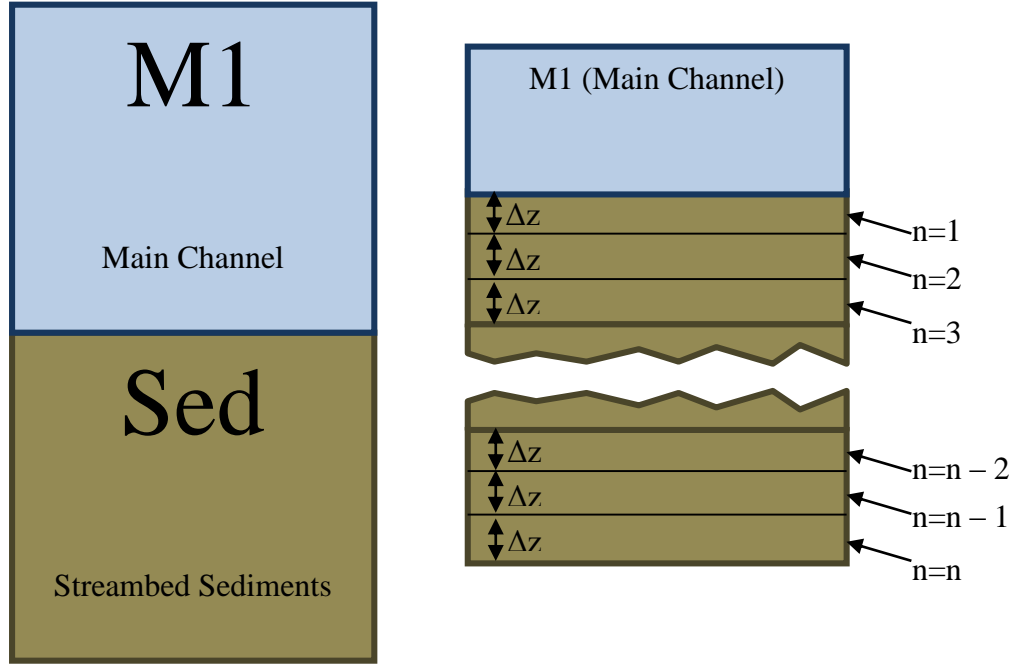 M1
Main Channel
Sed
Streambed Sediments
M1 (Main Channel)
Δz
n=1
Δz
n=2
Δz
n=3
Δz
n=n – 2
Δz
n=n – 1
Δz
n=n